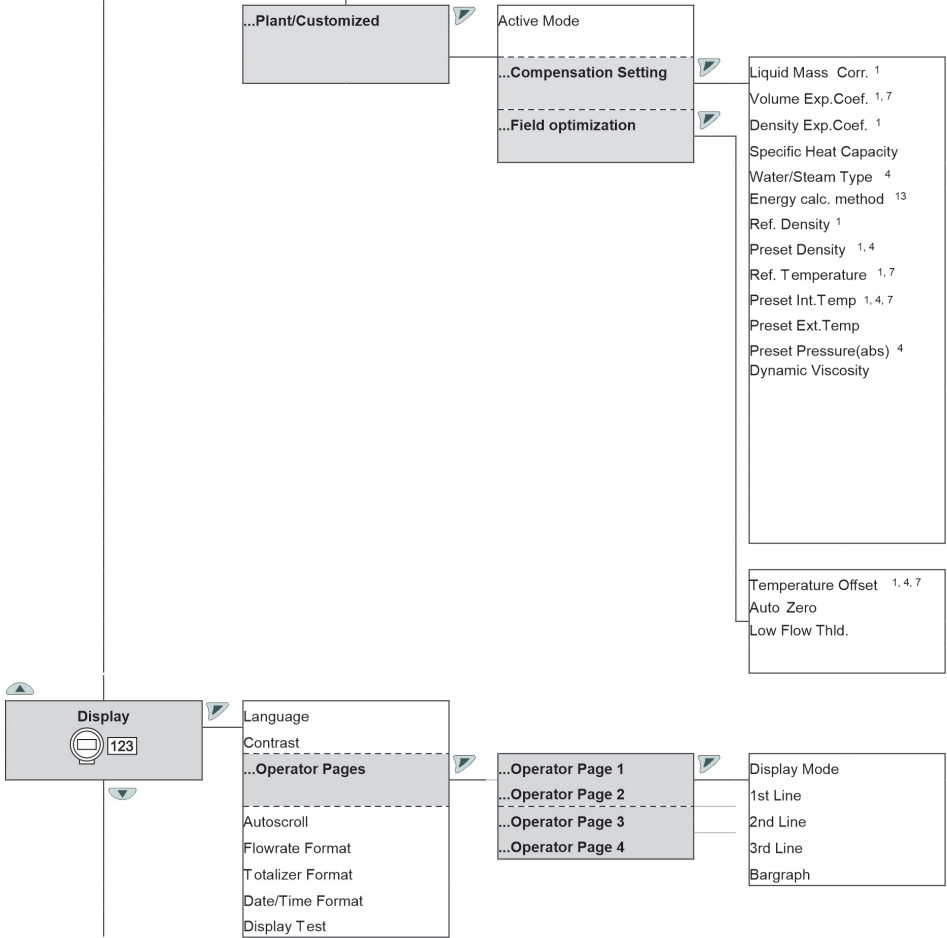 ...Plant/Customized
Active Mode
...Compensation Setting
...Field optimization
Liquid Mass Corr. 1
Volume Exp.Coef. 1, 7
Density Exp.Coef. 1
Specific Heat Capacity
Water/Steam Type 4
Energy calc. method 13
Ref. Density 1
Preset Density 1, 4
Ref. Temperature 1, 7
Preset Int.Temp 1, 4, 7
Preset Ext.Temp
Preset Pressure(abs) 4
Dynamic Viscosity
Temperature Offset 1, 4, 7
Auto Zero
Low Flow Thld.
Display
123
Language
Contrast
...Operator Pages
Autoscroll
Flowrate Format
Totalizer Format
Date/Time Format
Display Test
...Operator Page 1
...Operator Page 2
...Operator Page 3
...Operator Page 4
Display Mode
1st Line
2nd Line
3rd Line
Bargraph